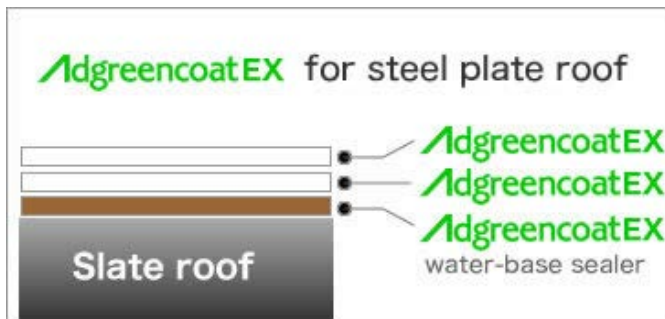 AdgreencoatEX for steel plate roof
AdgreencoatEX
AdgreencoatEX
AdgreencoatEX
water-base sealer
Slate roof